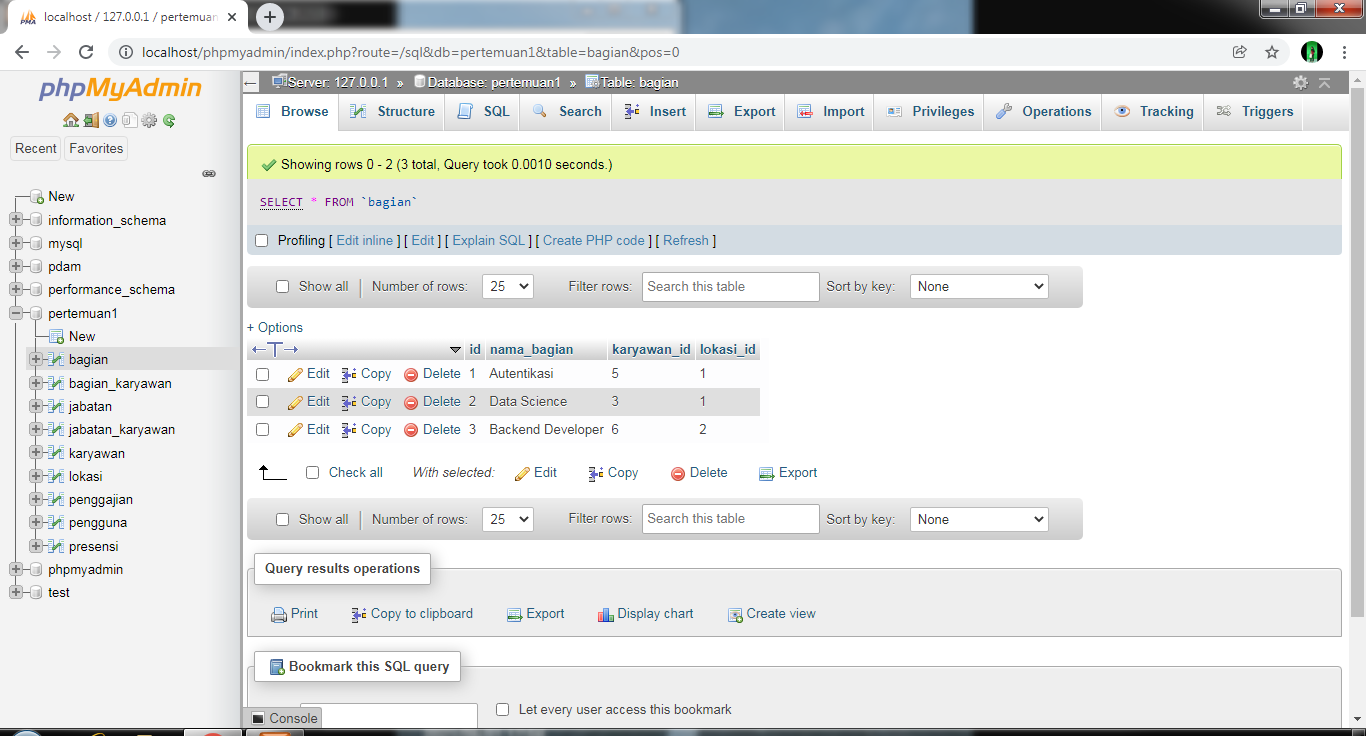 localhost / 127.0.0.1 / pertemuan
localhost/phpmyadmin/index.php?route=/sql&db=pertemuan1&table=bagian&pos=0
phpMyAdmin
Recent Favorites
New
information_schema
mysql
pdam
performance_schema
pertemuan1
New
bagian
bagian_karyawan
jabatan
jabatan_karyawan
karyawan
lokasi
penggajian
pengguna
presensi
phpmyadmin
test
Server: 127.0.0.1 » Database: pertemuan1 » Table: bagian
Browse Structure SQL Search Insert Export Import Privileges Operations Tracking Triggers
Showing rows 0 - 2 (3 total, Query took 0.0010 seconds.)
SELECT * FROM `bagian`
Profiling [ Edit inline ] [ Edit ] [ Explain SQL ] [ Create PHP code ] [ Refresh ]
Show all | Number of rows: 25 Filter rows: Search this table Sort by key: None
+ Options
←T→ id nama_bagian karyawan_id lokasi_id
Edit Copy Delete 1 Autentikasi 5 1
Edit Copy Delete 2 Data Science 3 1
Edit Copy Delete 3 Backend Developer 6 2
Check all With selected: Edit Copy Delete Export
Show all | Number of rows: 25 Filter rows: Search this table Sort by key: None
Query results operations
Print Copy to clipboard Export Display chart Create view
Bookmark this SQL query
Let every user access this bookmark
Console